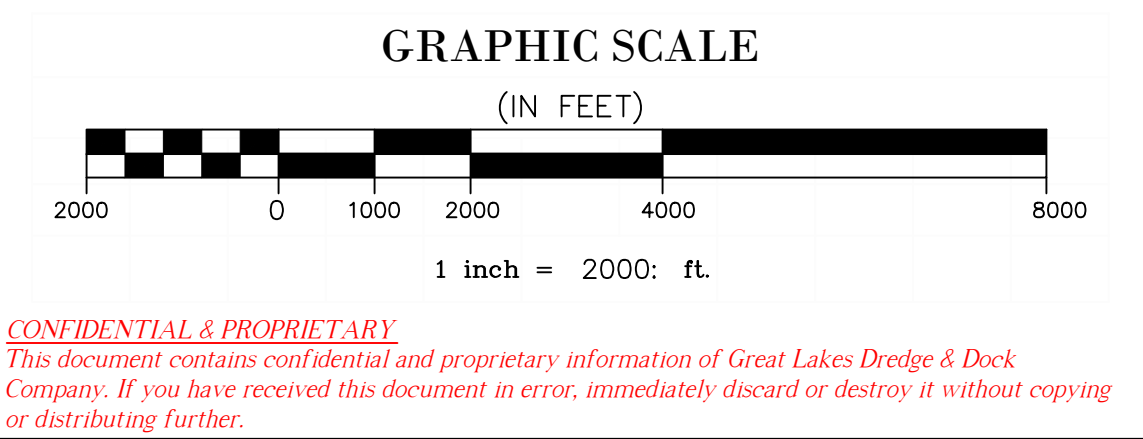 GRAPHIC SCALE
(IN FEET)
2000 0 1000 2000 4000 8000
1 inch = 2000: ft.
CONFIDENTIAL & PROPRIETARY
This document contains confidential and proprietary information of Great Lakes Dredge & Dock
Company. If you have received this document in error, immediately discard or destroy it without copying
or distributing further.